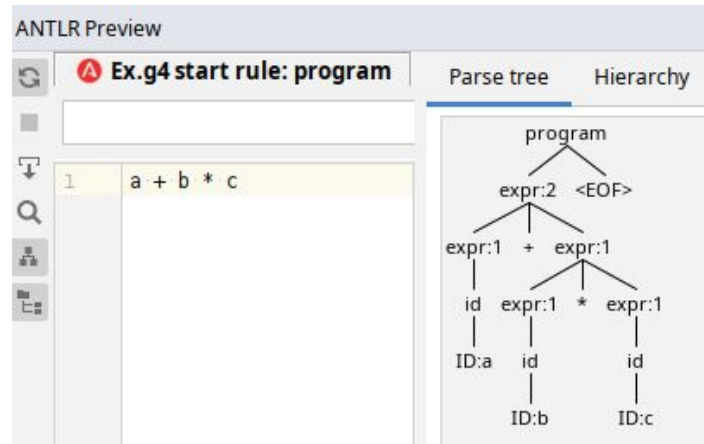 ANTLR Preview
Ex.g4 start rule: program
Parse tree Hierarchy
1 a + b * c
program
expr:2 <EOF>
expr:1 + expr:1
id expr:1 * expr:1
ID:a id id
ID:b ID:c